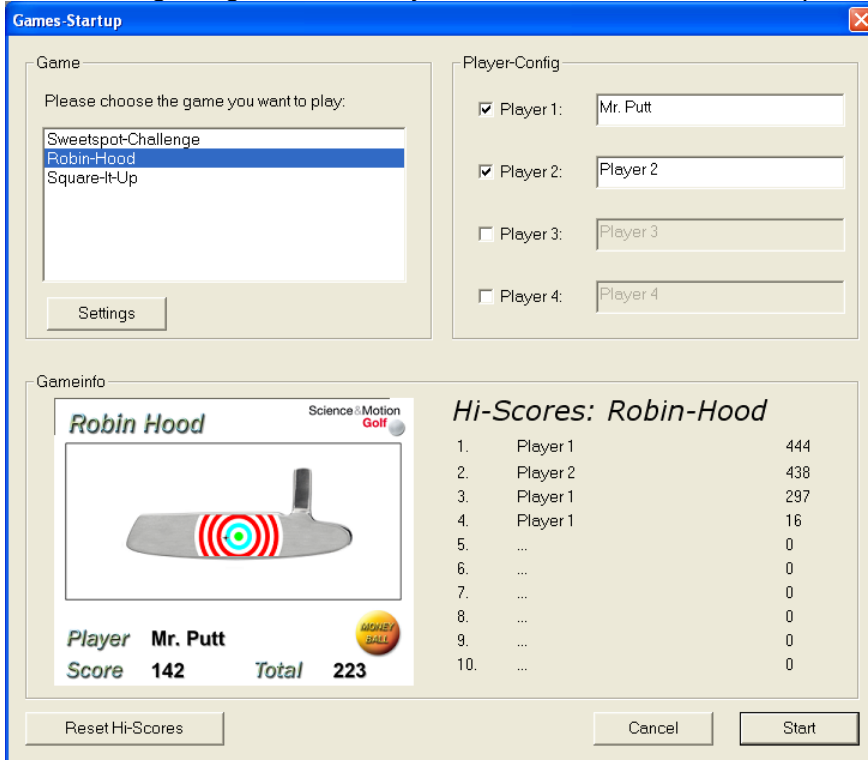 Games-Startup
Game
Please choose the game you want to play:
Sweetspot-Challenge
Robin-Hood
Square-It-Up
Settings
Player-Config
Player 1: Mr. Putt
Player 2: Player 2
Player 3: Player 3
Player 4: Player 4
Gameinfo
Robin Hood
Science&Motion
Golf
MONEY
BALL
Player Mr. Putt
Score 142 Total 223
Hi-Scores: Robin-Hood
1. Player 1 444
2. Player 2 438
3. Player 1 297
4. Player 1 16
5. ... 0
6. ... 0
7. ... 0
8. ... 0
9. ... 0
10. ... 0
Reset Hi-Scores
Cancel
Start